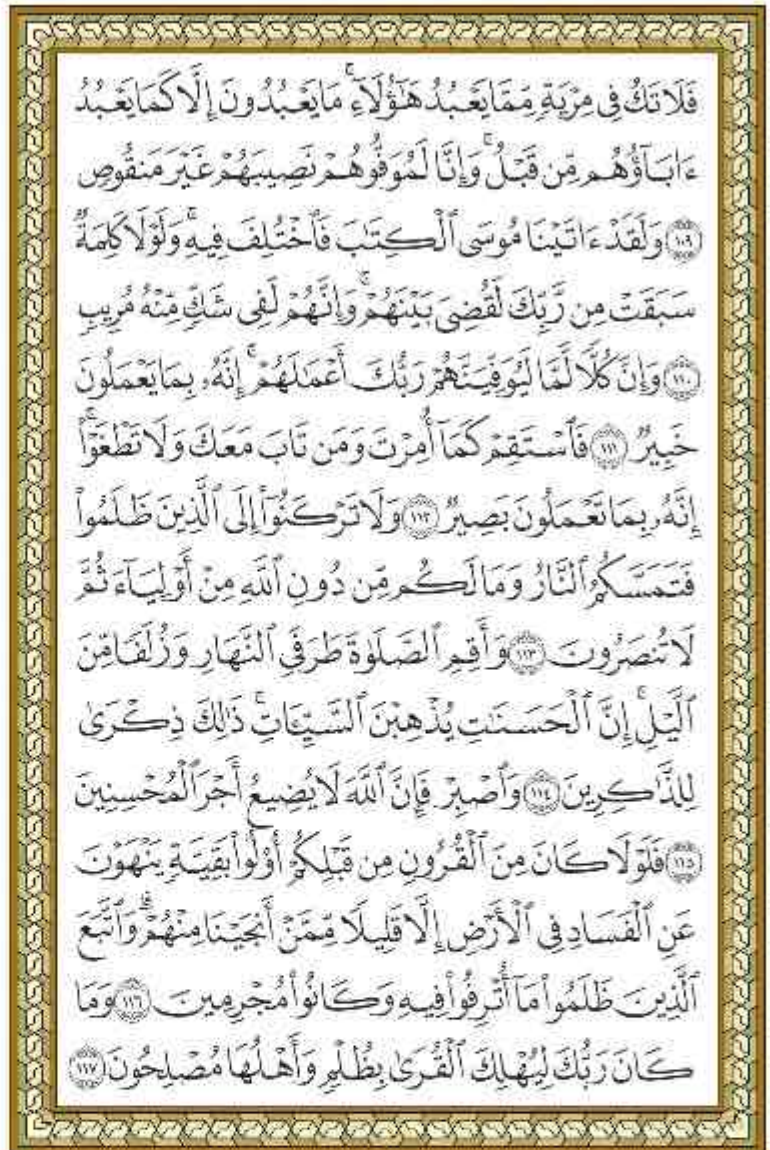 فَلَا تَكُ فِى مِرْيَةٍ مِّمَّا يَعْبُدُ هَٰٓؤُلَآءِ ۚ مَا يَعْبُدُونَ إِلَّا كَمَا يَعْبُدُ
ءَابَآؤُهُم مِّن قَبْلُ ۚ وَإِنَّا لَمُوَفُّوهُمْ نَصِيبَهُمْ غَيْرَ مَنقُوصٍ
١٠٩ وَلَقَدْ ءَاتَيْنَا مُوسَى ٱلْكِتَٰبَ فَٱخْتُلِفَ فِيهِ ۚ وَلَوْلَا كَلِمَةٌ
سَبَقَتْ مِن رَّبِّكَ لَقُضِىَ بَيْنَهُمْ ۚ وَإِنَّهُمْ لَفِى شَكٍّ مِّنْهُ مُرِيبٍ
١١٠ وَإِنَّ كُلًّا لَّمَّا لَيُوَفِّيَنَّهُمْ رَبُّكَ أَعْمَٰلَهُمْ ۚ إِنَّهُۥ بِمَا يَعْمَلُونَ
خَبِيرٌ ١١١ فَٱسْتَقِمْ كَمَآ أُمِرْتَ وَمَن تَابَ مَعَكَ وَلَا تَطْغَوْا۟ ۚ
إِنَّهُۥ بِمَا تَعْمَلُونَ بَصِيرٌ ١١٢ وَلَا تَرْكَنُوٓا۟ إِلَى ٱلَّذِينَ ظَلَمُوا۟
فَتَمَسَّكُمُ ٱلنَّارُ وَمَا لَكُم مِّن دُونِ ٱللَّهِ مِنْ أَوْلِيَآءَ ثُمَّ
لَا تُنصَرُونَ ١١٣ وَأَقِمِ ٱلصَّلَوٰةَ طَرَفَىِ ٱلنَّهَارِ وَزُلَفًا مِّنَ
ٱلَّيْلِ ۚ إِنَّ ٱلْحَسَنَٰتِ يُذْهِبْنَ ٱلسَّيِّـَٔاتِ ۚ ذَٰلِكَ ذِكْرَىٰ
لِلذَّٰكِرِينَ ١١٤ وَٱصْبِرْ فَإِنَّ ٱللَّهَ لَا يُضِيعُ أَجْرَ ٱلْمُحْسِنِينَ
١١٥ فَلَوْلَا كَانَ مِنَ ٱلْقُرُونِ مِن قَبْلِكُمْ أُو۟لُوا۟ بَقِيَّةٍ يَنْهَوْنَ
عَنِ ٱلْفَسَادِ فِى ٱلْأَرْضِ إِلَّا قَلِيلًا مِّمَّنْ أَنجَيْنَا مِنْهُمْ ۗ وَٱتَّبَعَ
ٱلَّذِينَ ظَلَمُوا۟ مَآ أُتْرِفُوا۟ فِيهِ وَكَانُوا۟ مُجْرِمِينَ ١١٦ وَمَا
كَانَ رَبُّكَ لِيُهْلِكَ ٱلْقُرَىٰ بِظُلْمٍ وَأَهْلُهَا مُصْلِحُونَ ١١٧